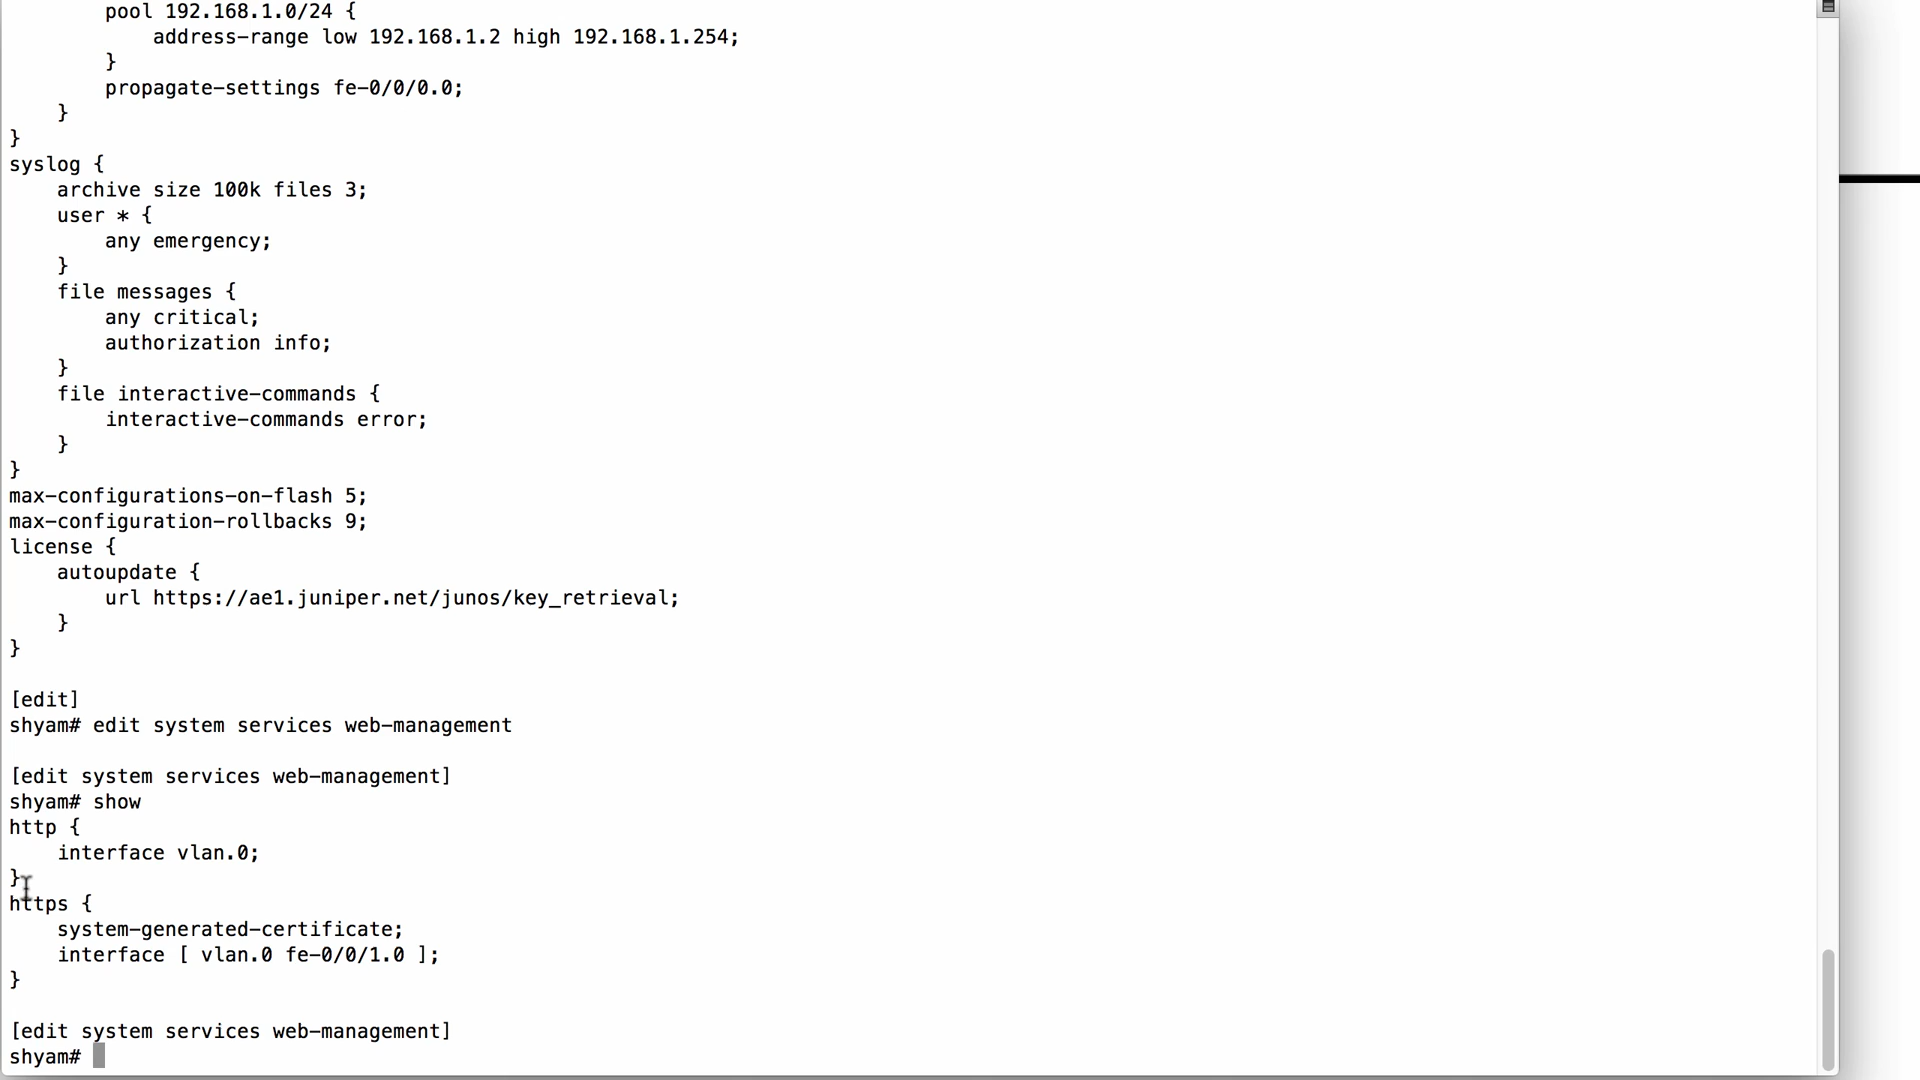 pool 192.168.1.0/24 {
address-range low 192.168.1.2 high 192.168.1.254;
}
propagate-settings fe-0/0/0.0;
}
}
syslog {
archive size 100k files 3;
user * {
any emergency;
}
file messages {
any critical;
authorization info;
}
file interactive-commands {
interactive-commands error;
}
}
max-configurations-on-flash 5;
max-configuration-rollbacks 9;
license {
autoupdate {
url https://ae1.juniper.net/junos/key_retrieval;
}
}
[edit]
shyam# edit system services web-management
[edit system services web-management]
shyam# show
http {
interface vlan.0;
}
https {
system-generated-certificate;
interface [ vlan.0 fe-0/0/1.0 ];
}
[edit system services web-management]
shyam#